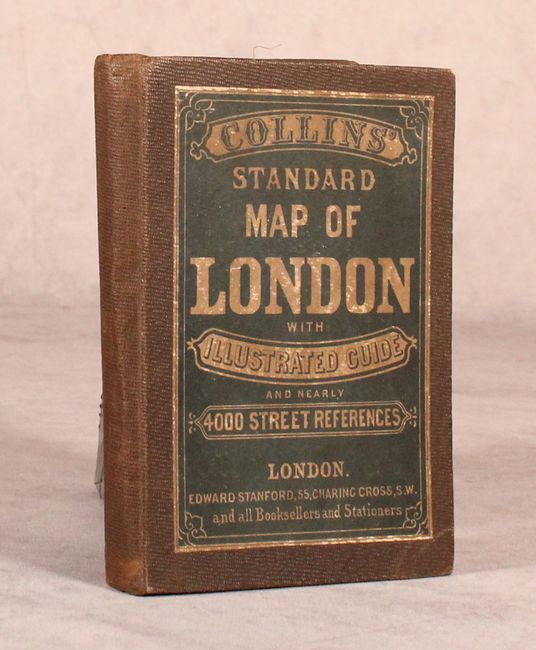 COLLINS'
STANDARD
MAP OF
LONDON
WITH
ILLUSTRATED GUIDE
AND NEARLY
4000 STREET REFERENCES
LONDON.
EDWARD STANFORD, 55, CHARING CROSS, S.W.
and all Booksellers and Stationers